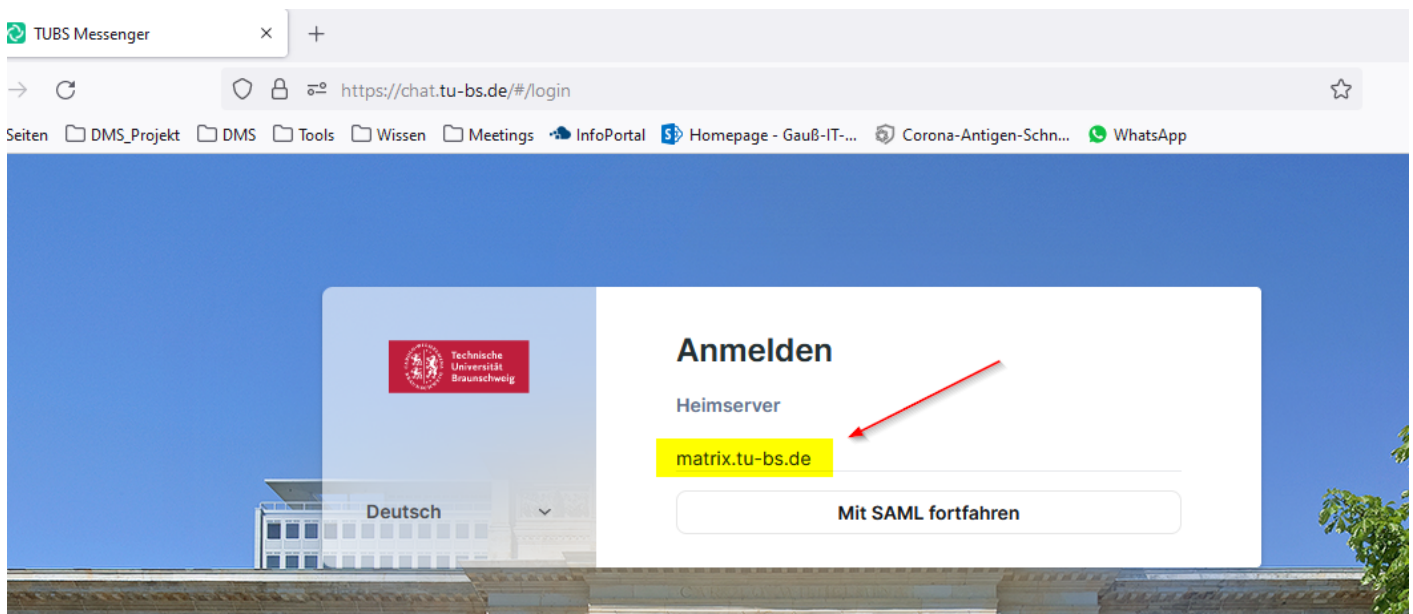 TUBS Messenger
https://chat.tu-bs.de/#/login
Seiten DMS_Projekt DMS Tools Wissen Meetings InfoPortal Homepage - Gauß-IT-... Corona-Antigen-Schn... WhatsApp
Technische
Universität
Braunschweig
Anmelden
Heimserver
matrix.tu-bs.de
Deutsch
Mit SAML fortfahren